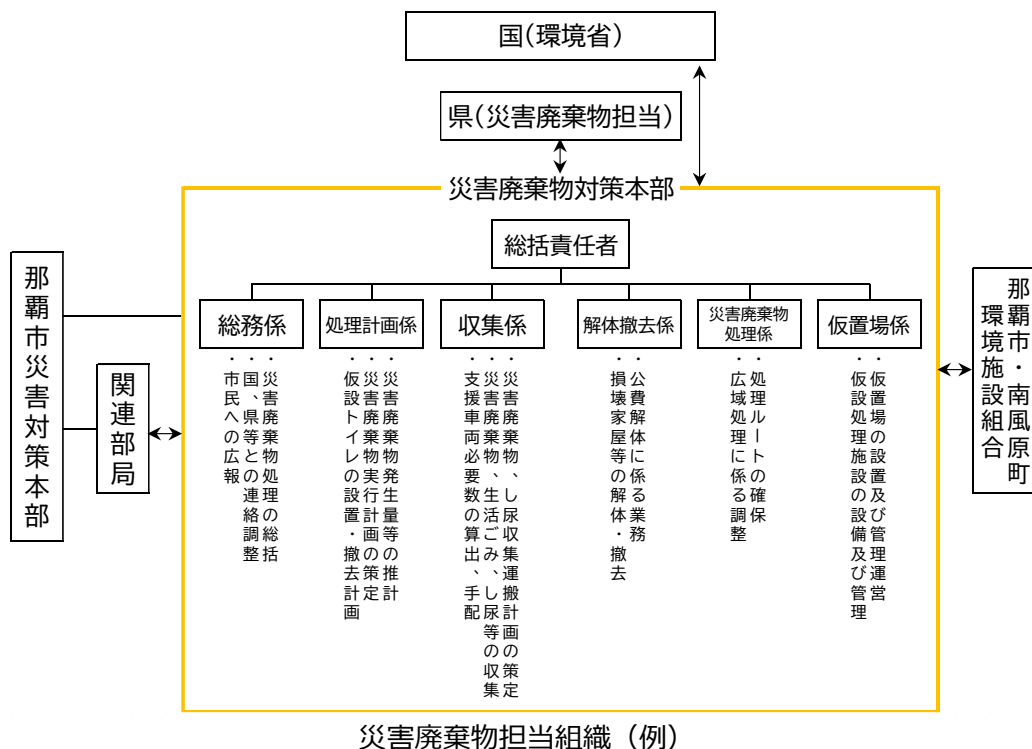 国(環境省)
県(災害廃棄物担当)
災害廃棄物対策本部
総括責任者
那覇市災害対策本部
関連部局
総務係
・災害廃棄物処理の総括
・国、県等との連絡調整
・市民への広報
処理計画係
・災害廃棄物発生量等の推計
・災害廃棄物実行計画の策定
・仮設トイレの設置・撤去計画
収集係
・災害廃棄物、し尿収集運搬計画の策定
・災害廃棄物、生活ごみ、し尿等の収集
・支援車両必要数の算出、手配
解体撤去係
・公費解体に係る業務
・損壊家屋等の解体・撤去
災害廃棄物
処理係
・処理ルートの確保
・広域処理に係る調整
仮置場係
・仮置場の設置及び管理運営
・仮設処理施設の設備及び管理
那覇市・南風原町
環境施設組合
災害廃棄物担当組織（例）